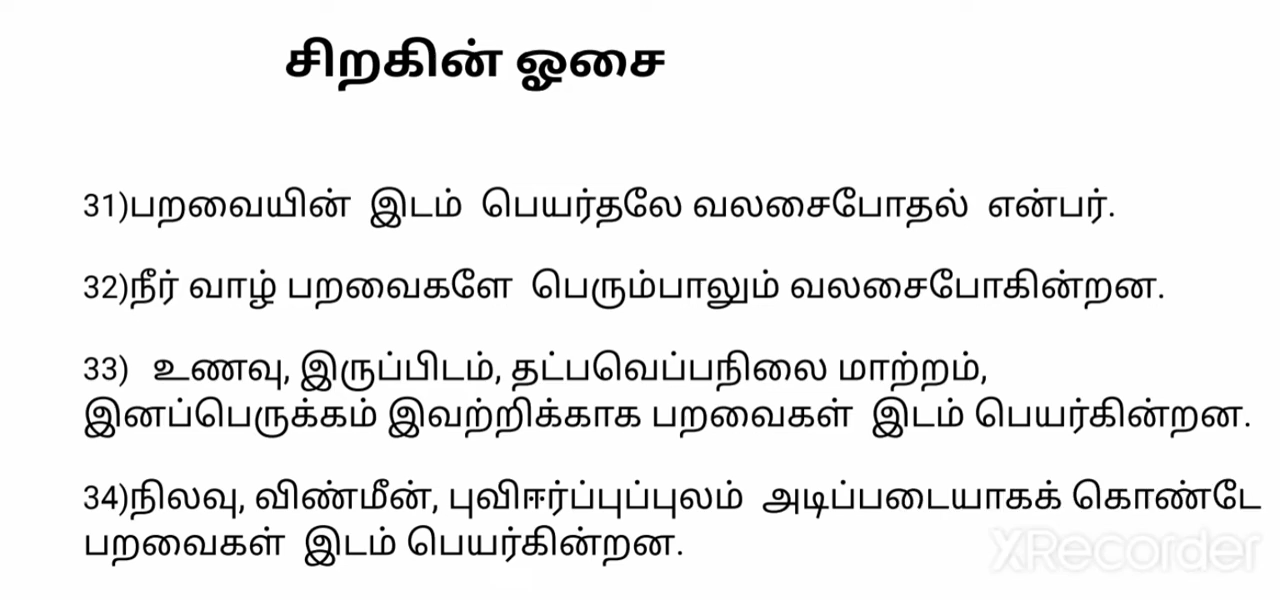 சிறகின் ஓசை
31)பறவையின் இடம் பெயர்தலே வலசைபோதல் என்பர்.
32)நீர் வாழ் பறவைகளே பெரும்பாலும் வலசைபோகின்றன.
33) உணவு, இருப்பிடம், தட்பவெப்பநிலை மாற்றம்,
இனப்பெருக்கம் இவற்றிக்காக பறவைகள் இடம் பெயர்கின்றன.
34)நிலவு, விண்மீன், புவிஈர்ப்புப்புலம் அடிப்படையாகக் கொண்டே
பறவைகள் இடம் பெயர்கின்றன.
XRecorder